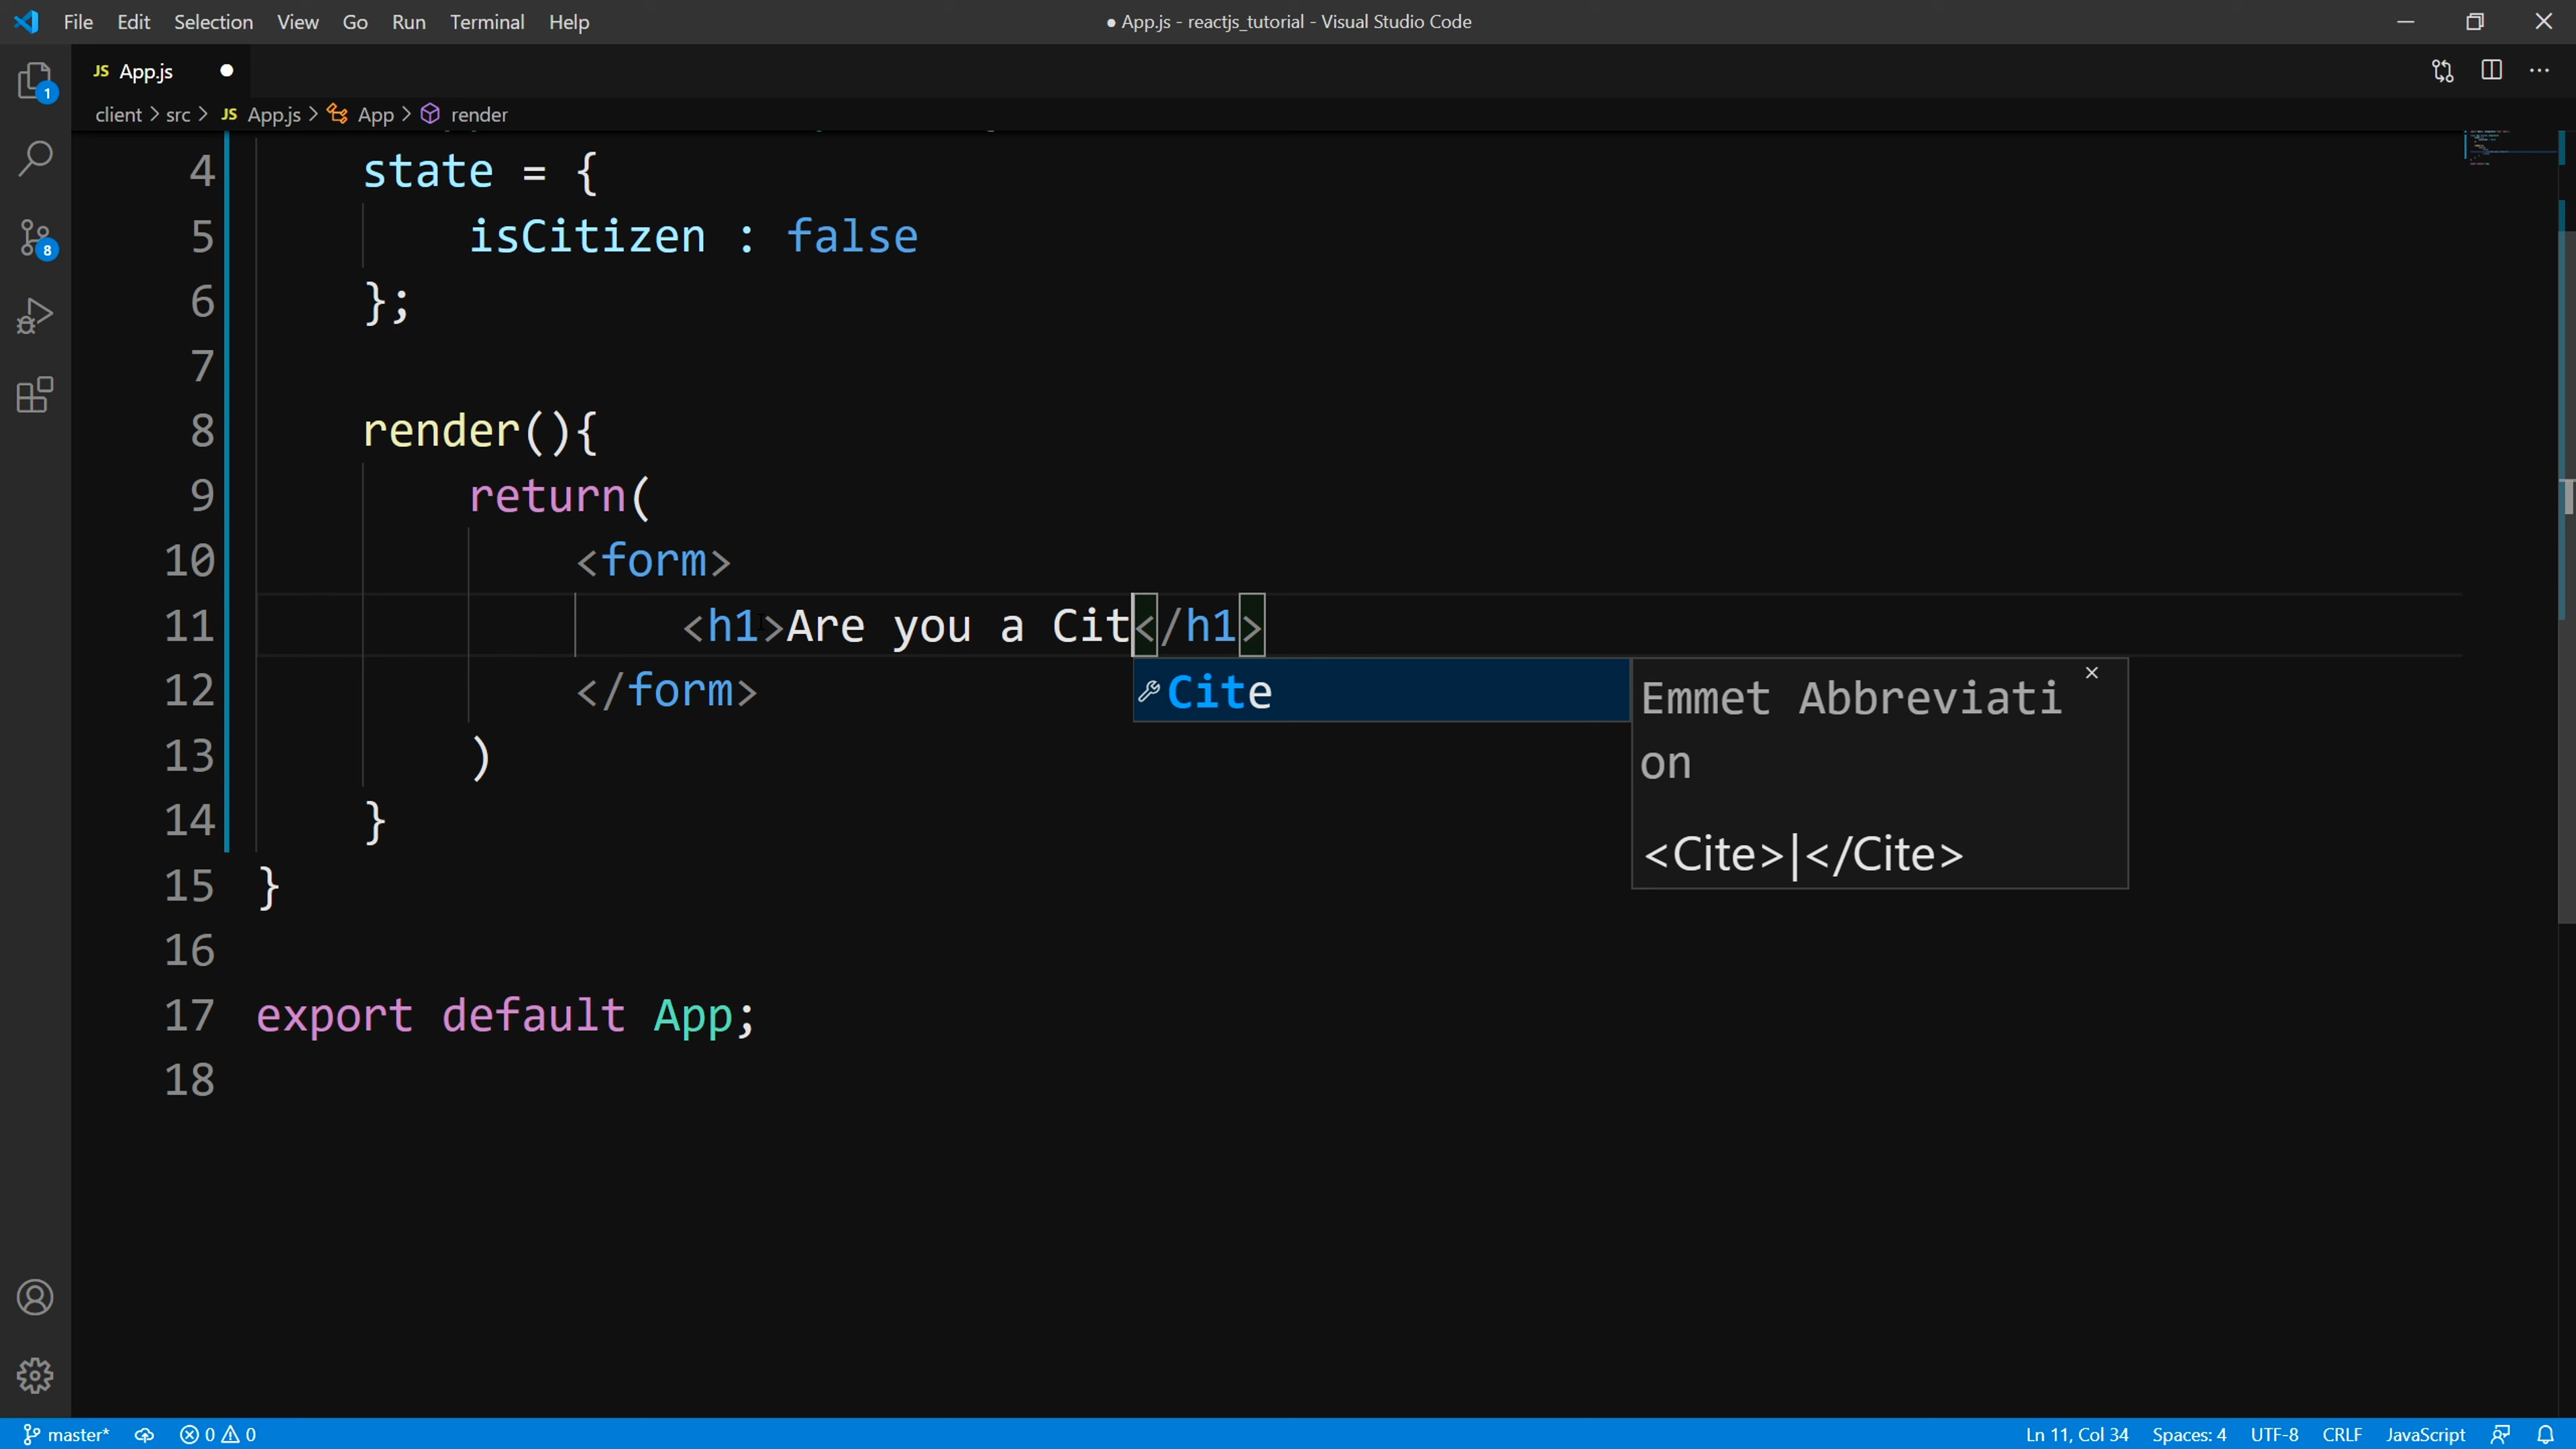 File Edit Selection View Go Run Terminal Help
● App.js - reactjs_tutorial - Visual Studio Code
JS App.js
client > src > JS App.js > App > render
1
8
4 state = {
5 isCitizen : false
6 };
7
8 render(){
9 return(
10 <form>
11 <h1>Are you a Cit</h1>
12 </form>
13 )
14 }
15 }
16
17 export default App;
18
Cite
Emmet Abbreviati
on
<Cite>|</Cite>
master* 0 0 Ln 11, Col 34 Spaces: 4 UTF-8 CRLF JavaScript